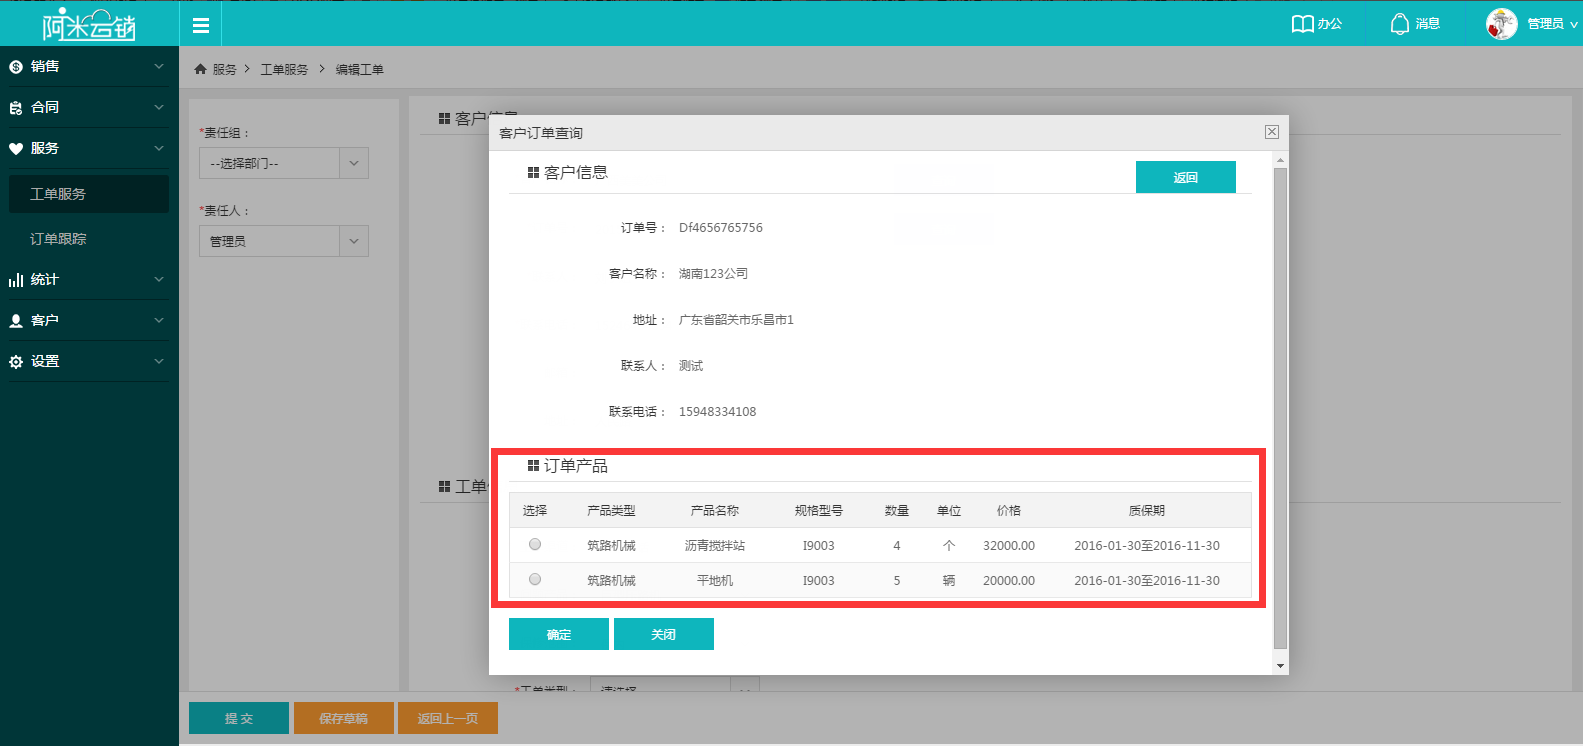 阿米云销
办公
消息
管理员
销售
合同
服务
工单服务
订单跟踪
统计
客户
设置
服务 > 工单服务 > 编辑工单
*责任组：
--选择部门--
*责任人：
管理员
客户信息
工单
客户订单查询
客户信息
返回
订单号： Df4656765756
客户名称： 湖南123公司
地址： 广东省韶关市乐昌市1
联系人： 测试
联系电话： 15948334108
订单产品
选择 产品类型 产品名称 规格型号 数量 单位 价格 质保期
筑路机械 沥青搅拌站 I9003 4 个 32000.00 2016-01-30至2016-11-30
筑路机械 平地机 I9003 5 辆 20000.00 2016-01-30至2016-11-30
确定 关闭
*工单类型： 请选择
提 交 保存草稿 返回上一页